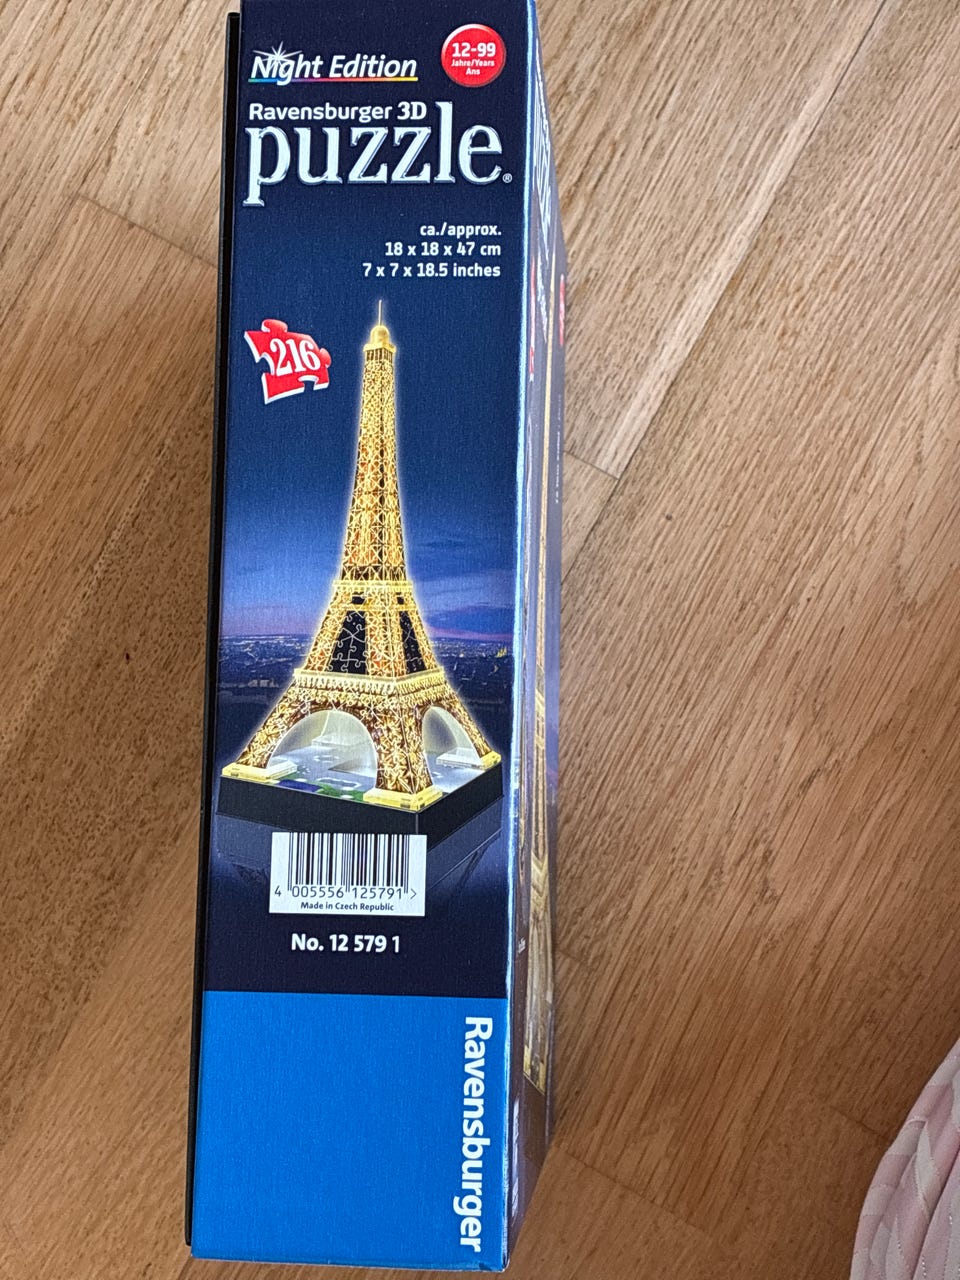 Night Edition
12-99
Jahre/Years
Ans
Ravensburger 3D
puzzle®
ca./approx.
18 x 18 x 47 cm
7 x 7 x 18.5 inches
216
4 005556 125791 >
Made in Czech Republic
No. 12 579 1
Ravensburger